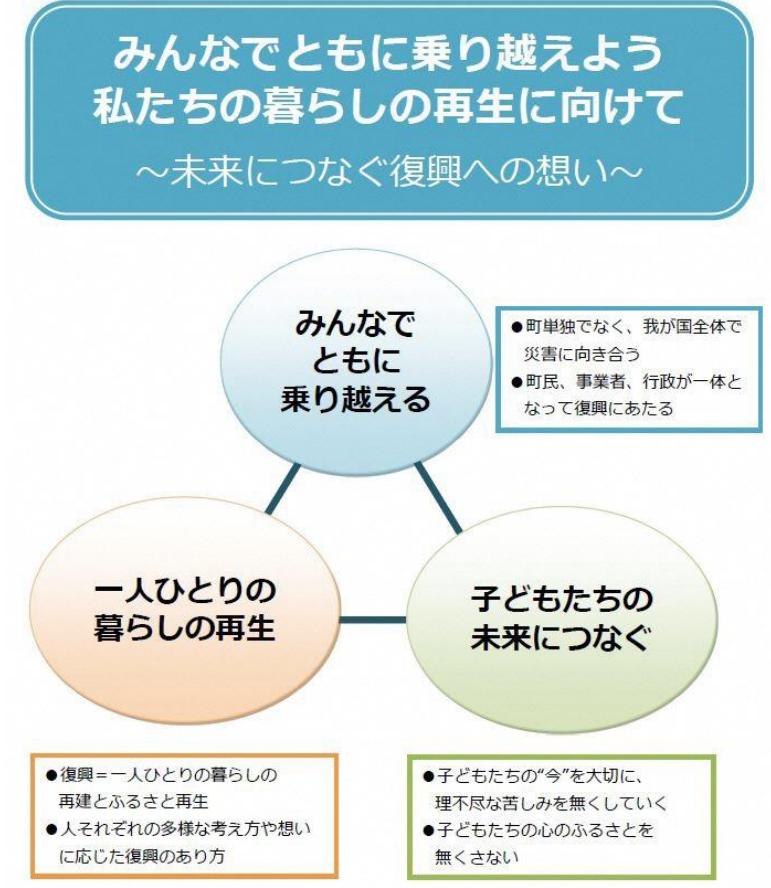 みんなでともに乗り越えよう
私たちの暮らしの再生に向けて
～未来につなぐ復興への想い～
みんなで
ともに
乗り越える
●町単独でなく、我が国全体で
災害に向き合う
●町民、事業者、行政が一体と
なって復興にあたる
一人ひとりの
暮らしの再生
子どもたちの
未来につなぐ
●復興＝一人ひとりの暮らしの
再建とふるさと再生
●人それぞれの多様な考え方や想い
に応じた復興のあり方
●子どもたちの“今”を大切に、
理不尽な苦しみを無くしていく
●子どもたちの心のふるさとを
無くさない